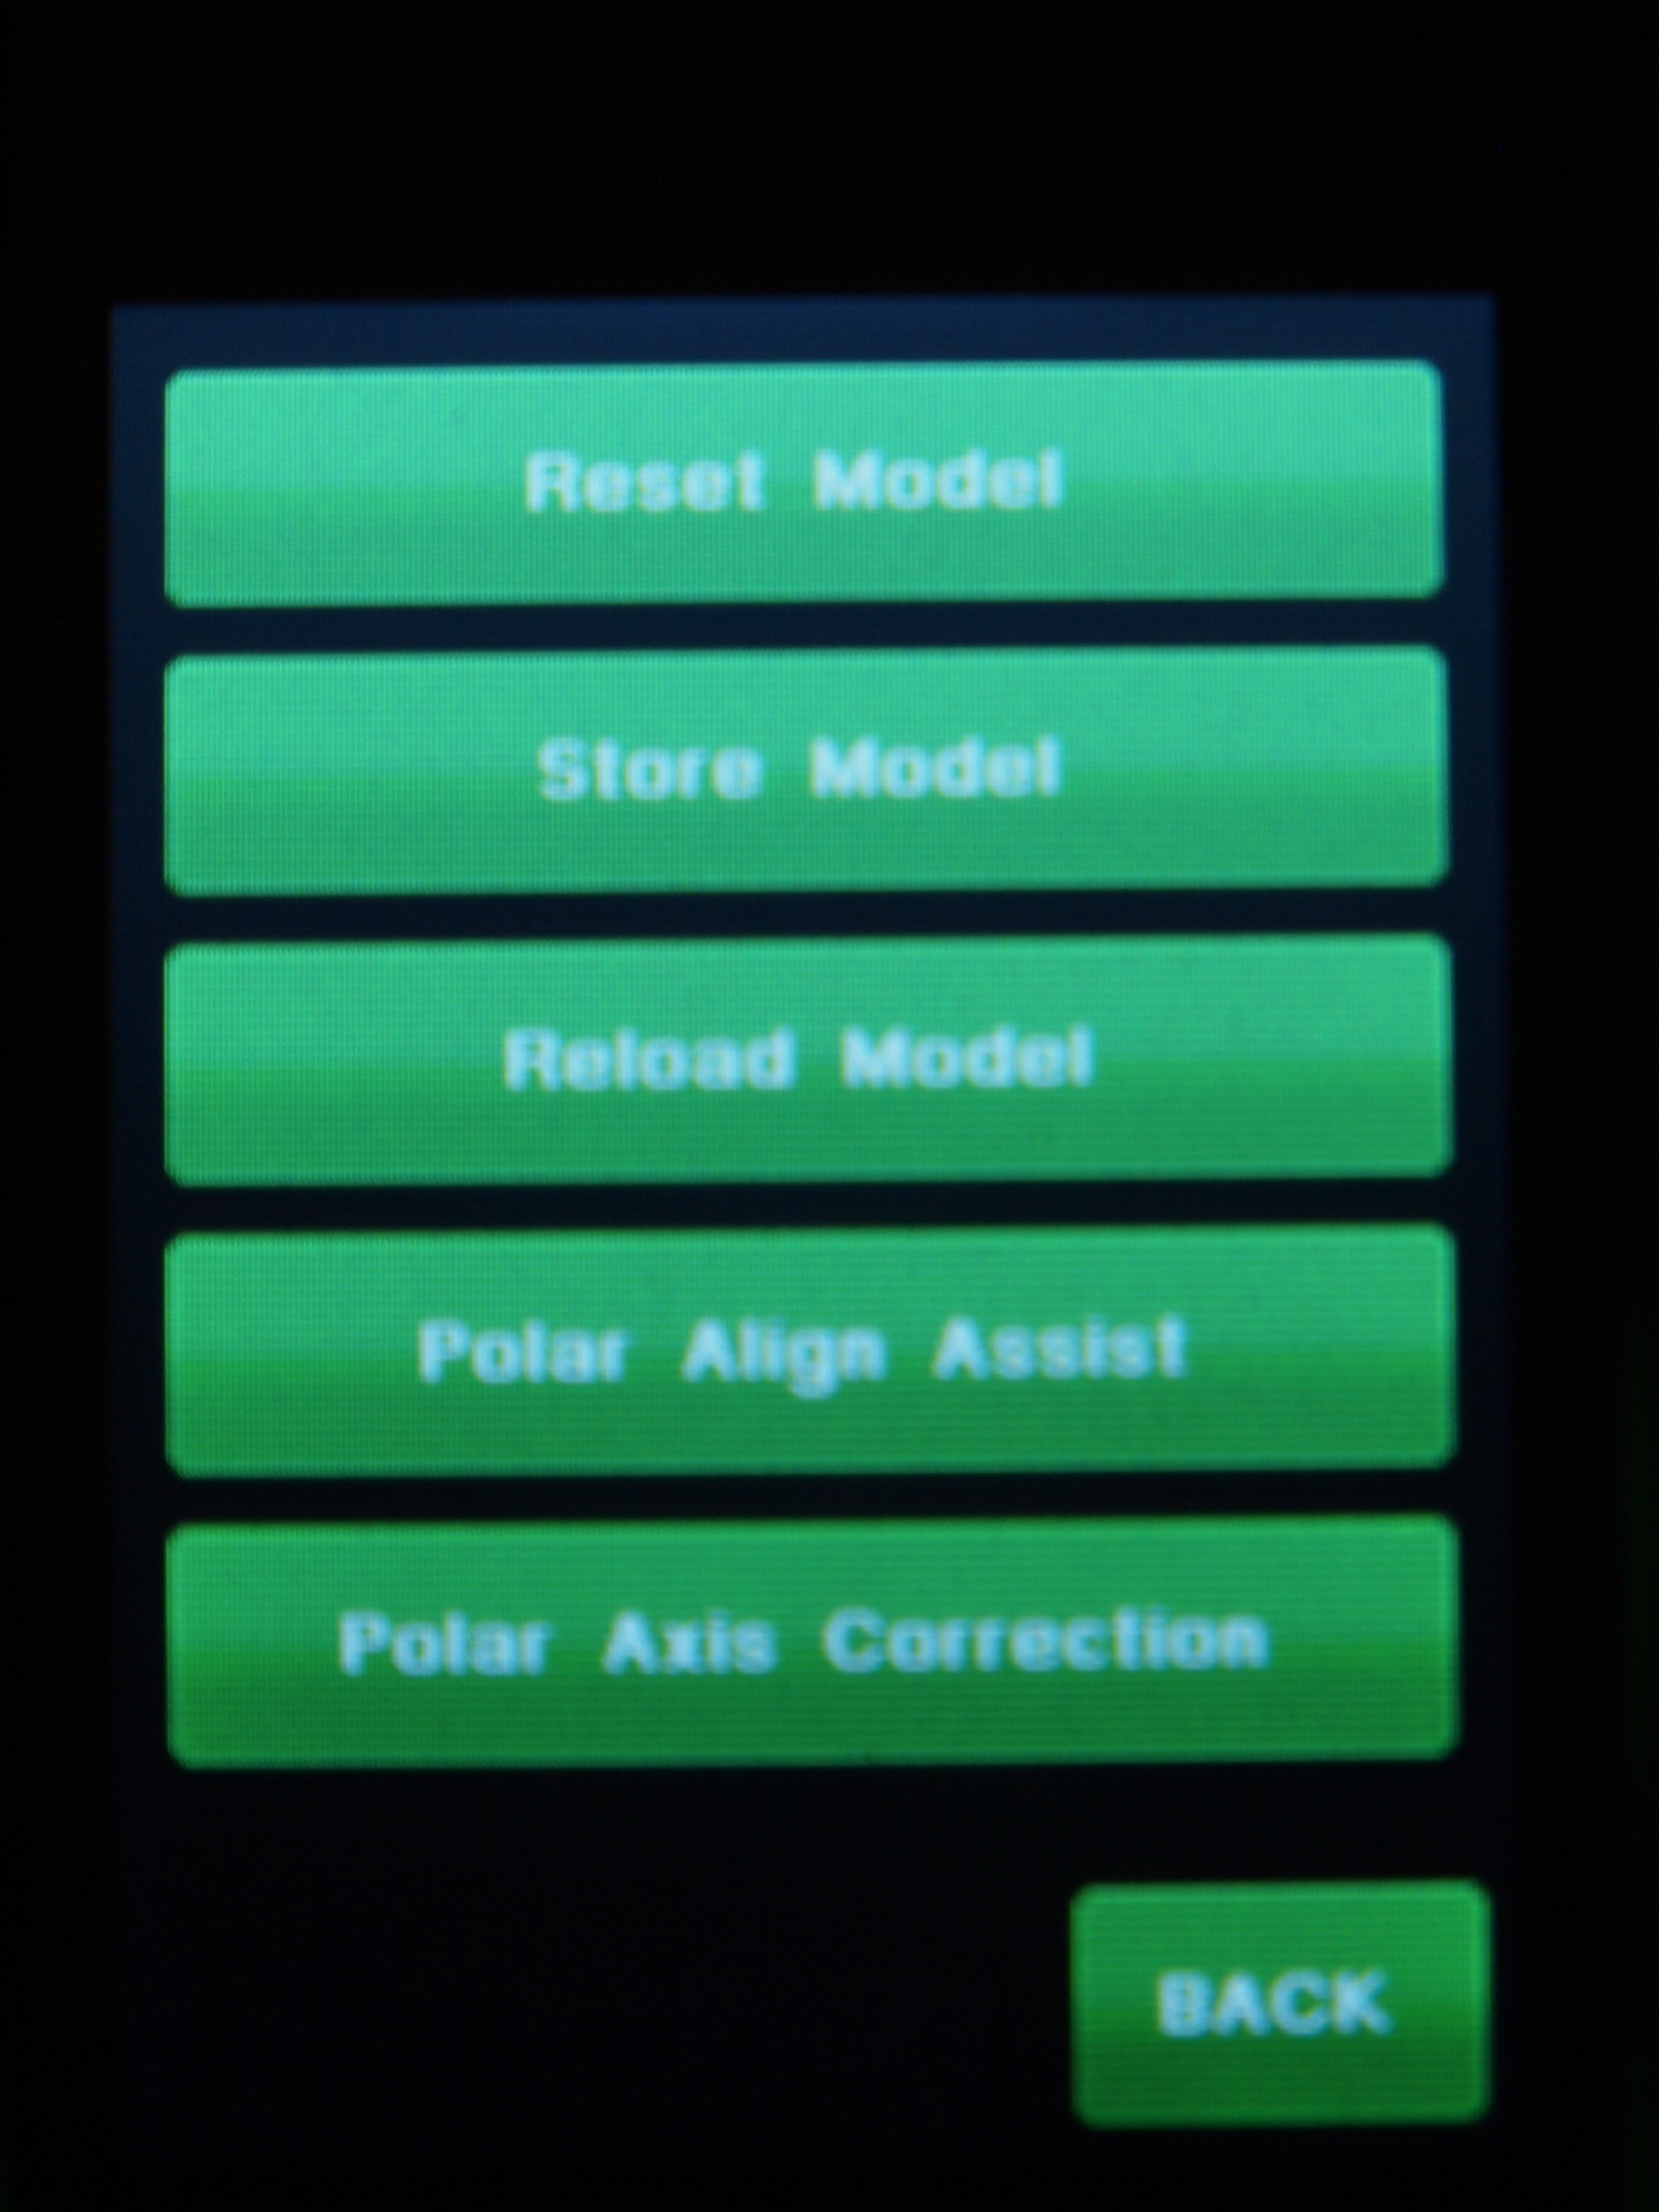 Reset Model
Store Model
Reload Model
Polar Align Assist
Polar Axis Correction
BACK